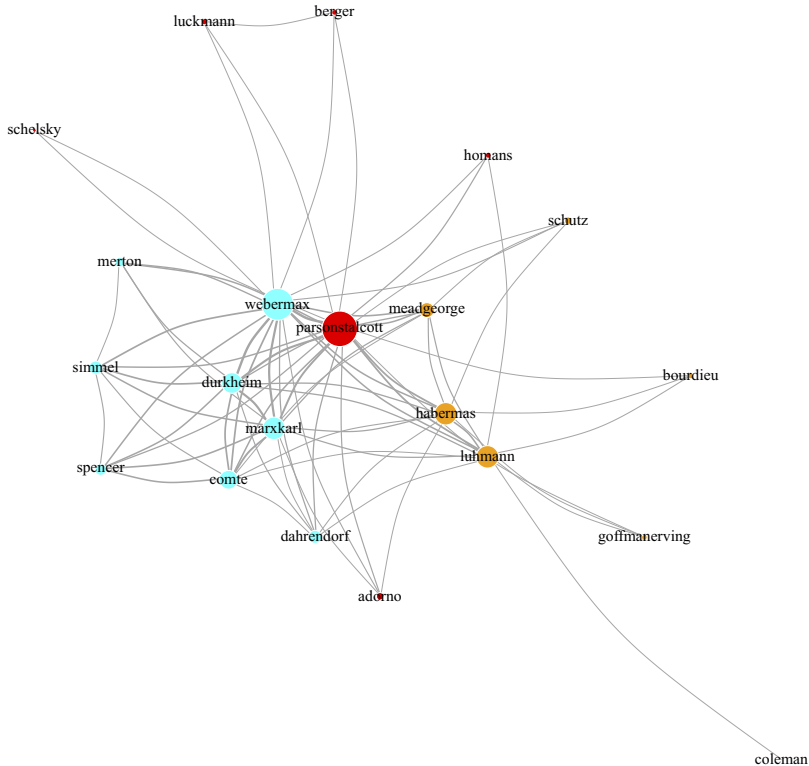 berger
luckmann
schelsky
homans
schutz
merton
webermax
meadgeorge
parsonstalcott
simmel
bourdieu
durkheim
habermas
marxkarl
luhmann
spencer
comte
dahrendorf
goffmanerving
adorno
coleman